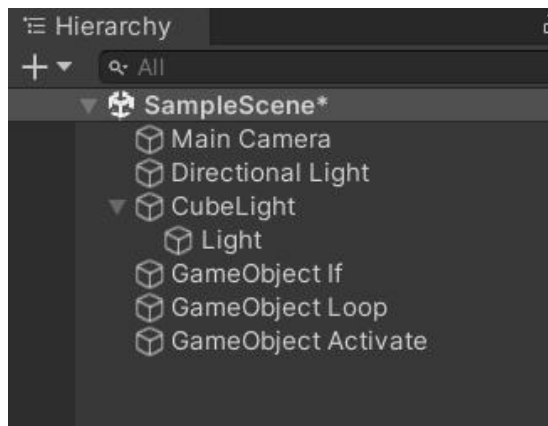 Hierarchy
All
SampleScene*
Main Camera
Directional Light
CubeLight
Light
GameObject If
GameObject Loop
GameObject Activate